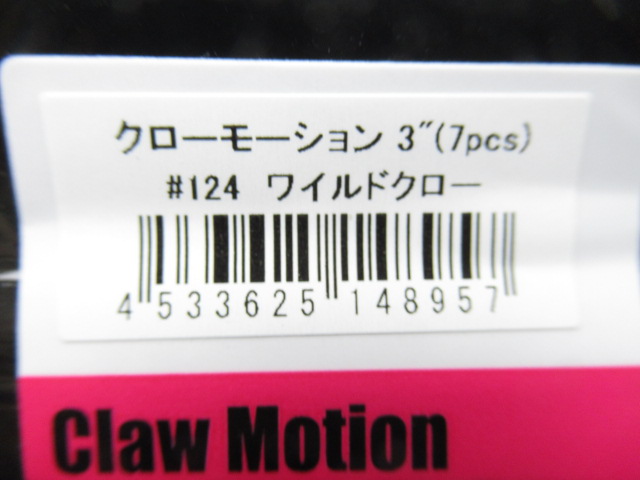 クローモーション 3″(7pcs)
#124 ワイルドクロー
4 533625 148957
Claw Motion